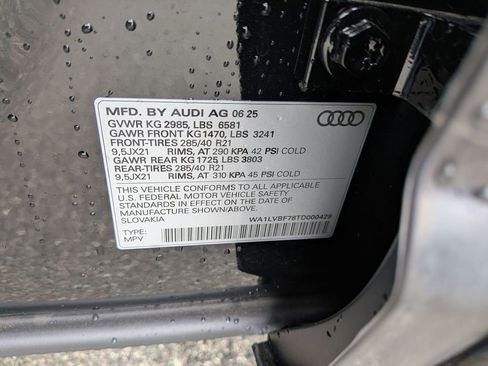 MFD. BY AUDI AG 06 25
GVWR KG 2985, LBS 6581
GAWR FRONT KG 1470, LBS 3241
FRONT-TIRES 285/40 R21
9,5JX21 RIMS, AT 290 KPA 42 PSI COLD
GAWR REAR KG 1725, LBS 3803
REAR-TIRES 285/40 R21
9,5JX21 RIMS, AT 310 KPA 45 PSI COLD
THIS VEHICLE CONFORMS TO ALL APPLICABLE
U.S. FEDERAL MOTOR VEHICLE SAFETY
STANDARDS IN EFFECT ON THE DATE OF
MANUFACTURE SHOWN ABOVE.
SLOVAKIA WA1LVBF78TD000429
TYPE:
MPV